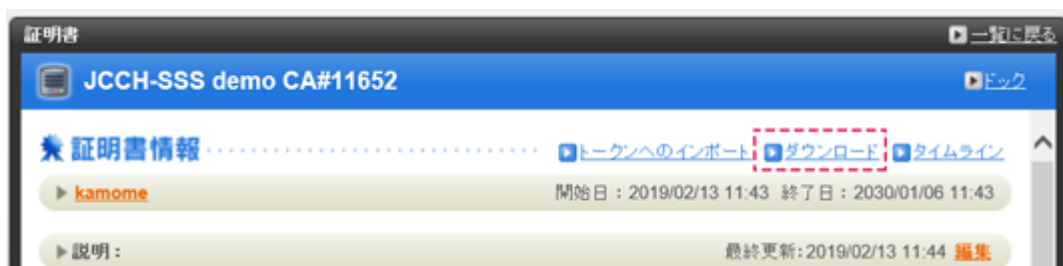 証明書 一覧に戻る
JCCH-SSS demo CA#11652 ドック
証明書情報 トークンへのインポート ダウンロード タイムライン
kamome 開始日：2019/02/13 11:43 終了日：2030/01/06 11:43
説明： 最終更新：2019/02/13 11:44 編集